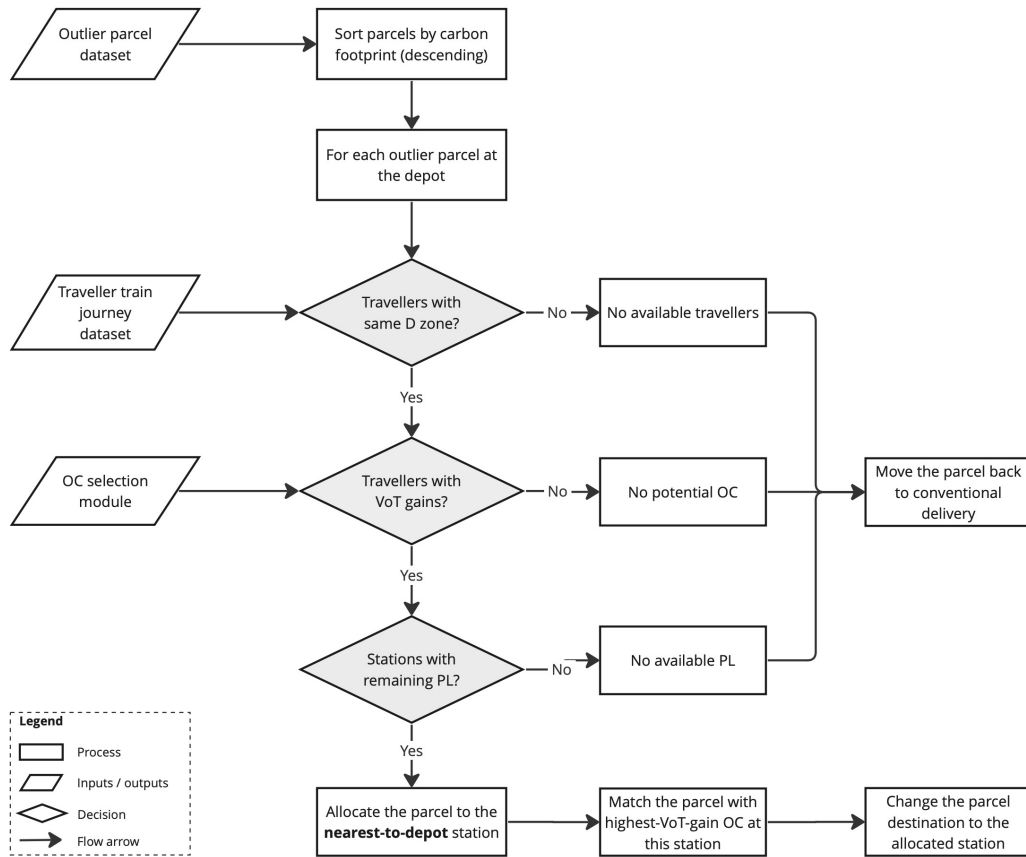 Outlier parcel
dataset
Sort parcels by carbon
footprint (descending)
For each outlier parcel at
the depot
Traveller train
journey
dataset
Travellers with
same D zone?
No
No available travellers
Yes
OC selection
module
Travellers with
VoT gains?
No
No potential OC
Move the parcel back
to conventional
delivery
Yes
Stations with
remaining PL?
No
No available PL
Yes
Allocate the parcel to the
nearest-to-depot station
Match the parcel with
highest-VoT-gain OC at
this station
Change the parcel
destination to the
allocated station
Legend
Process
Inputs / outputs
Decision
Flow arrow